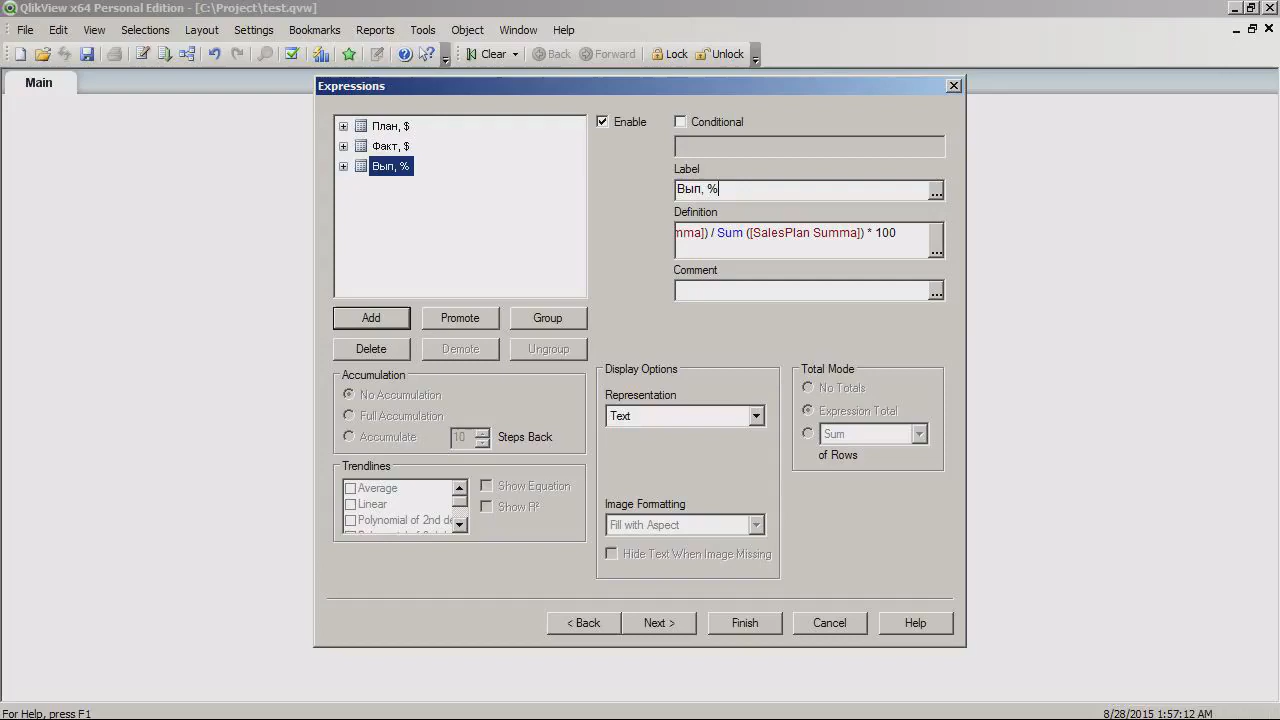 QlikView x64 Personal Edition - [C:\Project\test.qvw]
File Edit View Selections Layout Settings Bookmarks Reports Tools Object Window Help
Clear Back Forward Lock Unlock
Main
Expressions
План, $
Факт, $
Вып, %
Enable
Conditional
Label
Вып, %
Definition
mma]) / Sum ([SalesPlan Summa]) * 100
Comment
Add Promote Group
Delete Demote Ungroup
Accumulation
No Accumulation
Full Accumulation
Accumulate 10 Steps Back
Trendlines
Average
Linear
Polynomial of 2nd de
Show Equation
Show R²
Display Options
Representation
Text
Image Formatting
Fill with Aspect
Hide Text When Image Missing
Total Mode
No Totals
Expression Total
Sum
of Rows
< Back Next > Finish Cancel Help
For Help, press F1
8/28/2015 1:57:12 AM